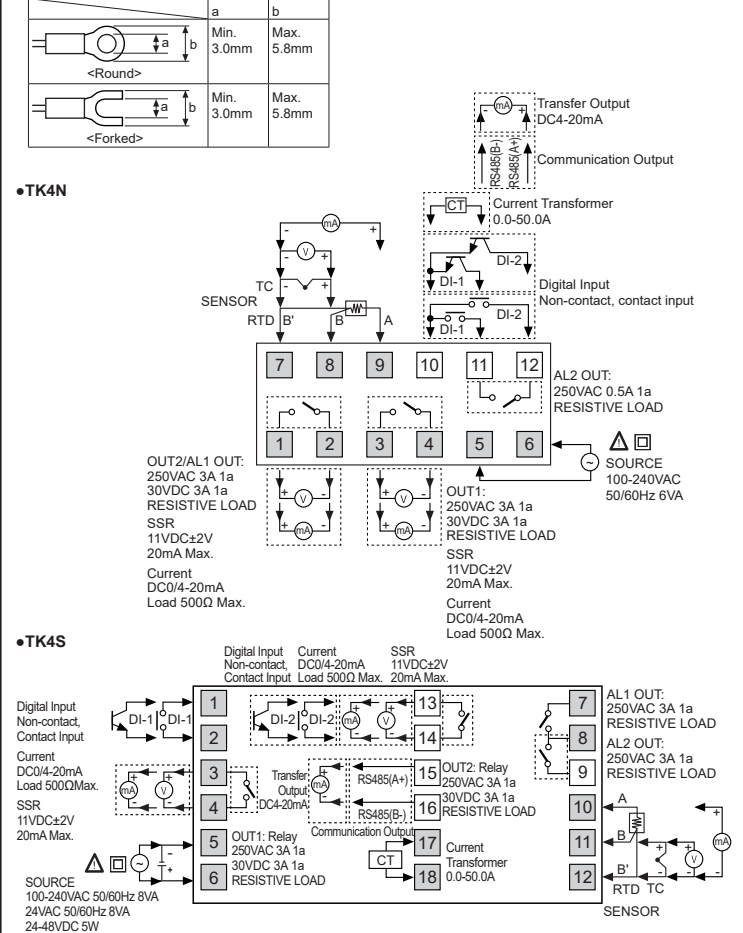 a b
a b Min. 3.0mm Max. 5.8mm
<Round>
a b Min. 3.0mm Max. 5.8mm
<Forked>
●TK4N
- mA +
Transfer Output
DC4-20mA
RS485(B-)
RS485(A+)
Communication Output
CT
Current Transformer
0.0-50.0A
DI-1
DI-2
DI-1
DI-2
Digital Input
Non-contact, contact input
- mA +
- V +
TC - +
SENSOR
RTD B' B A
7 8 9 10 11 12
AL2 OUT:
250VAC 0.5A 1a
RESISTIVE LOAD
1 2 3 4 5 6
SOURCE
100-240VAC
50/60Hz 6VA
+ V -
+ mA -
OUT2/AL1 OUT:
250VAC 3A 1a
30VDC 3A 1a
RESISTIVE LOAD
SSR
11VDC±2V
20mA Max.
Current
DC0/4-20mA
Load 500Ω Max.
+ V -
+ mA -
OUT1:
250VAC 3A 1a
30VDC 3A 1a
RESISTIVE LOAD
SSR
11VDC±2V
20mA Max.
Current
DC0/4-20mA
Load 500Ω Max.
●TK4S
Digital Input
Non-contact,
Contact Input
DI-1 DI-1
1
2
Current
DC0/4-20mA
Load 500ΩMax.
SSR
11VDC±2V
20mA Max.
+ mA -
+ V -
3
4
5
6
- +
SOURCE
100-240VAC 50/60Hz 8VA
24VAC 50/60Hz 8VA
24-48VDC 5W
OUT1: Relay
250VAC 3A 1a
30VDC 3A 1a
RESISTIVE LOAD
Digital Input
Non-contact,
Contact Input
Current
DC0/4-20mA
Load 500Ω Max.
SSR
11VDC±2V
20mA Max.
DI-2 DI-2
+ mA -
+ V -
13
14
Transfer
Output
DC4-20mA
+ mA -
RS485(A+)
RS485(B-)
Communication Output
15
16
OUT2: Relay
250VAC 3A 1a
30VDC 3A 1a
RESISTIVE LOAD
CT
17
18
Current
Transformer
0.0-50.0A
7
8
9
AL1 OUT:
250VAC 3A 1a
RESISTIVE LOAD
AL2 OUT:
250VAC 3A 1a
RESISTIVE LOAD
10
11
12
A
B
B'
RTD TC
+ -
+ V -
+ mA -
SENSOR